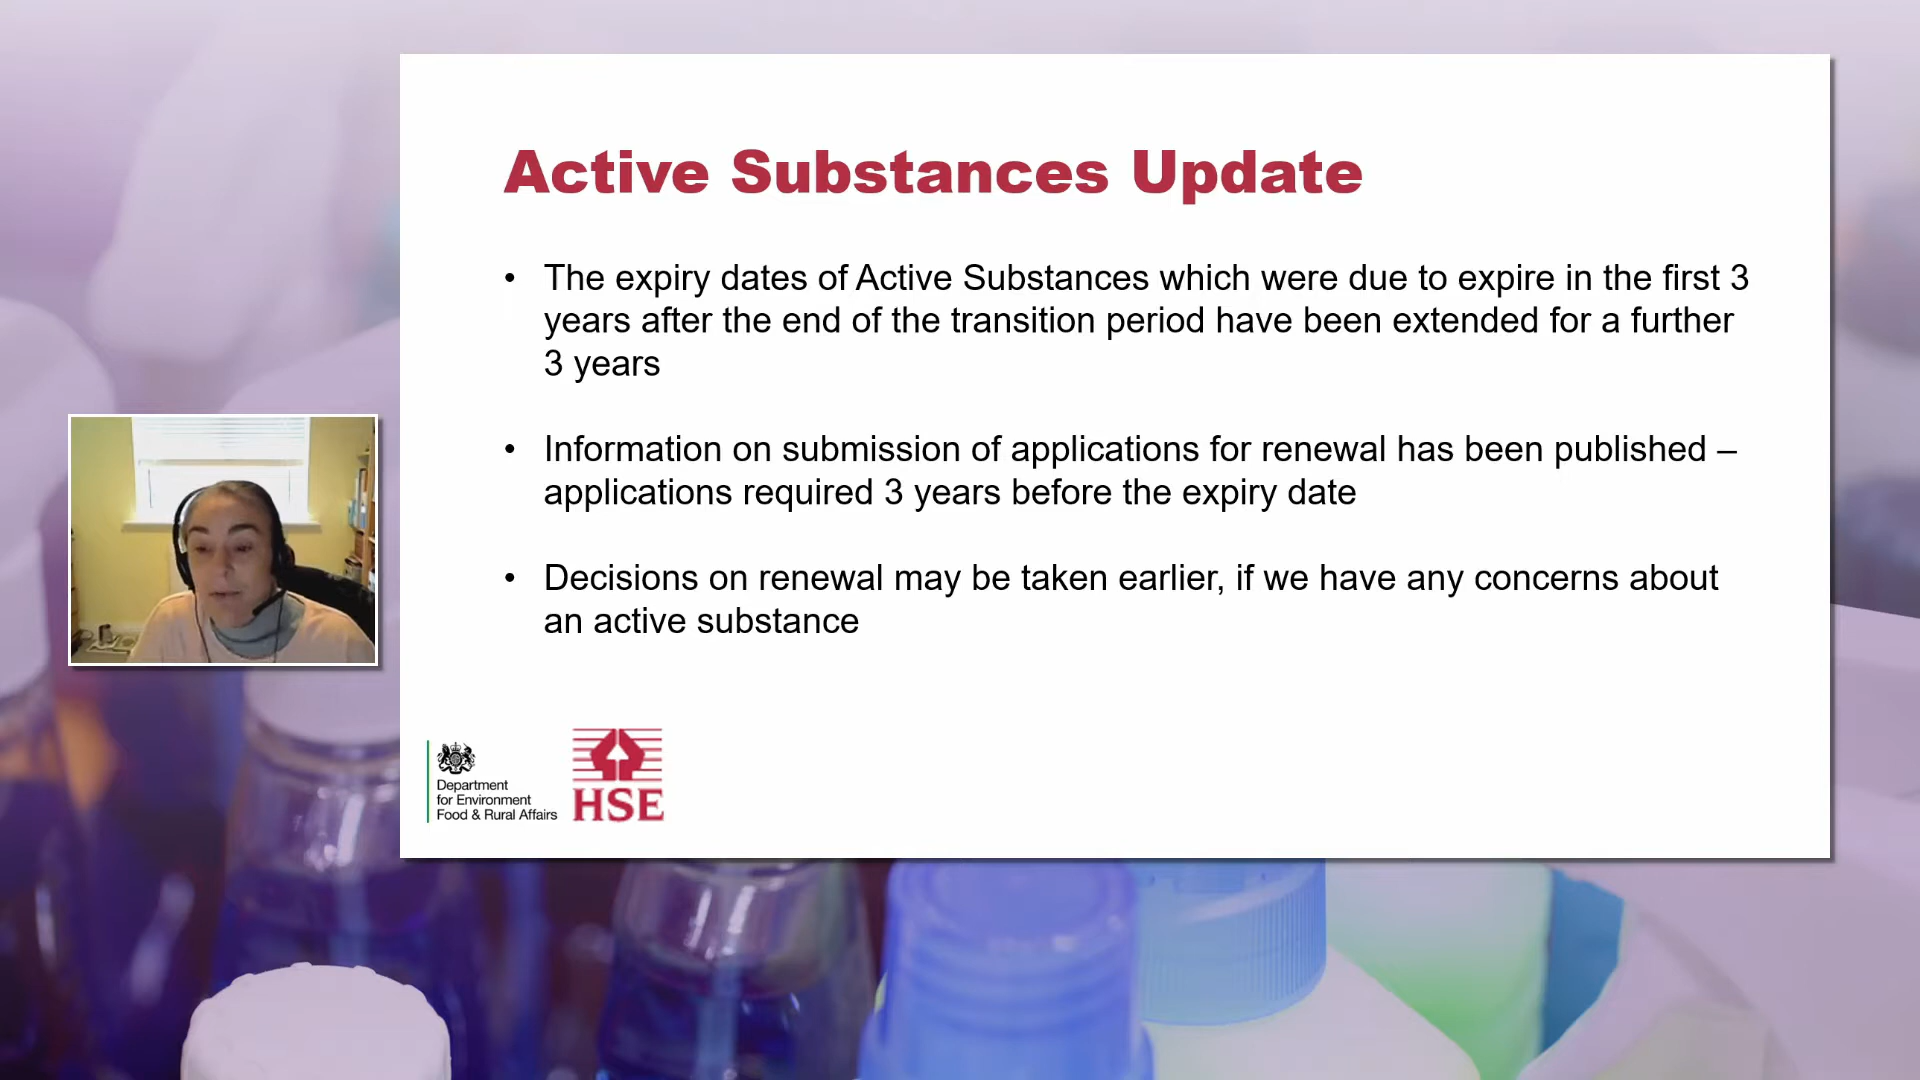 Active Substances Update
• The expiry dates of Active Substances which were due to expire in the first 3
years after the end of the transition period have been extended for a further
3 years
• Information on submission of applications for renewal has been published –
applications required 3 years before the expiry date
• Decisions on renewal may be taken earlier, if we have any concerns about
an active substance
Department
for Environment
Food & Rural Affairs
HSE